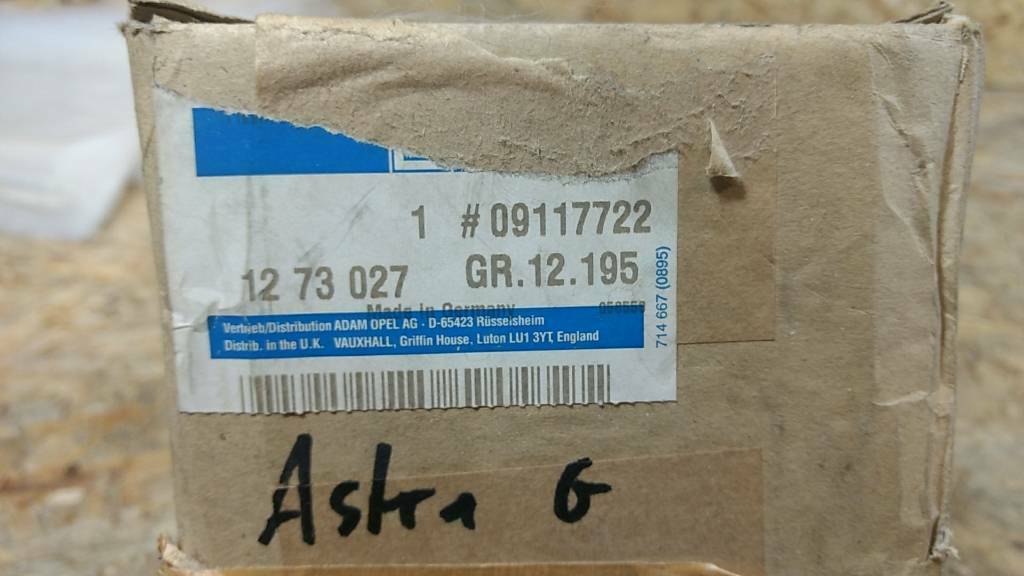 1 # 09117722
12 73 027 GR.12.195
Made In Germany
Vertrieb/Distribution ADAM OPEL AG · D-65423 Rüsselsheim
Distrib. in the U.K. VAUXHALL, Griffin House, Luton LU1 3YT, England
714 667 (0895)
Astra G